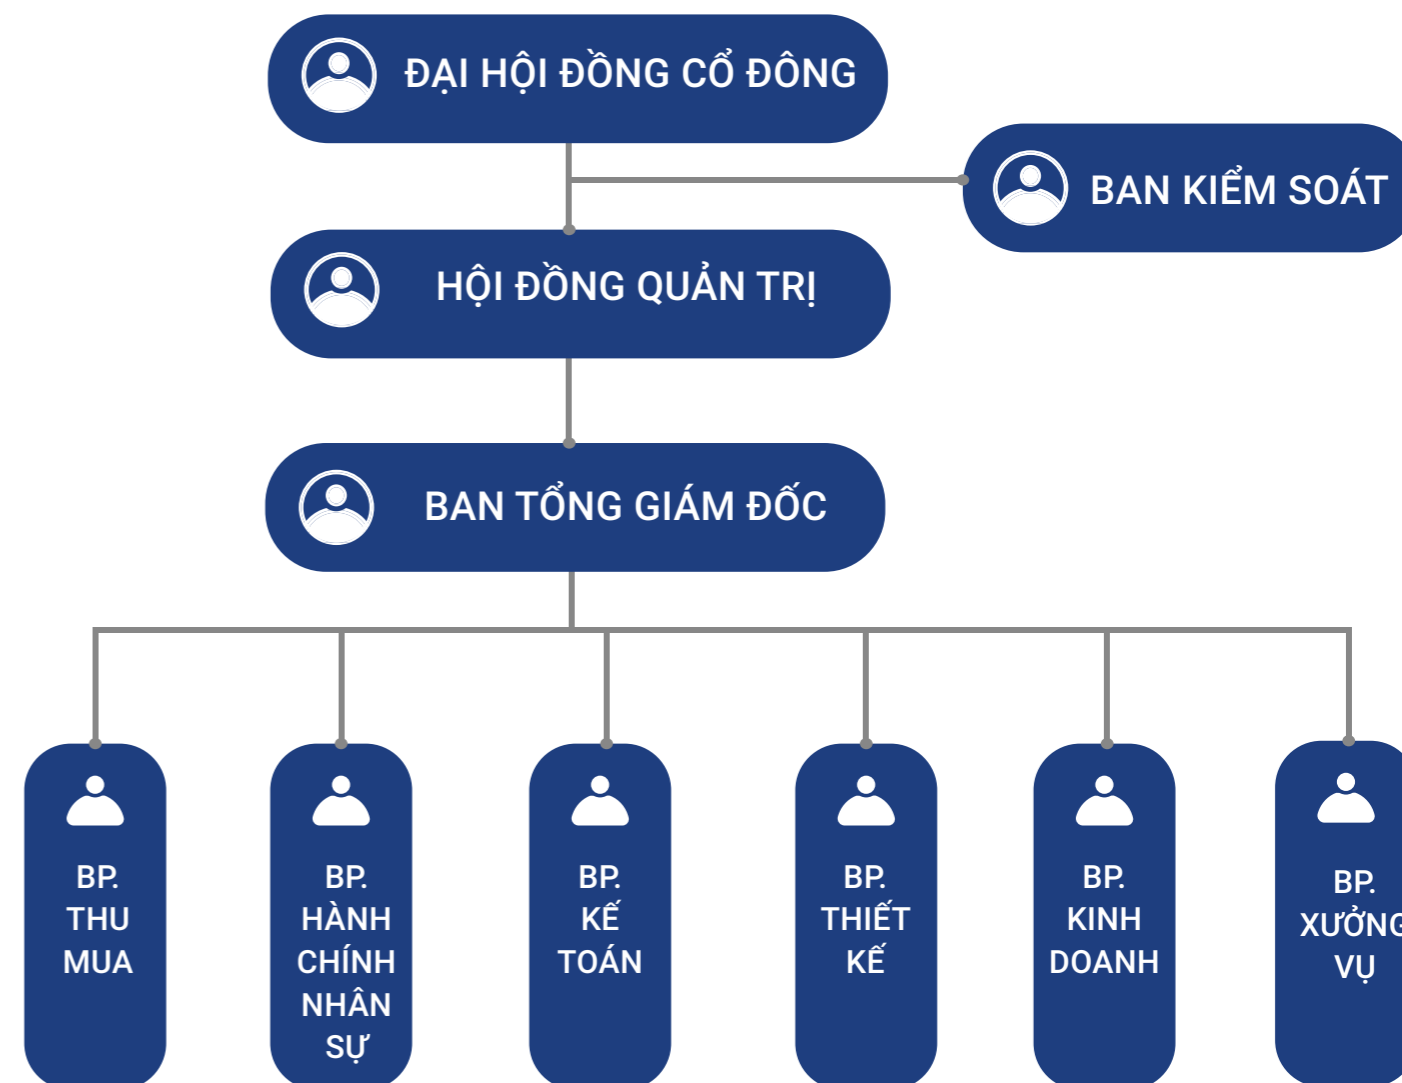 ĐẠI HỘI ĐỒNG CỔ ĐÔNG
BAN KIỂM SOÁT
HỘI ĐỒNG QUẢN TRỊ
BAN TỔNG GIÁM ĐỐC
BP.
THU
MUA
BP.
HÀNH
CHÍNH
NHÂN
SỰ
BP.
KẾ
TOÁN
BP.
THIẾT
KẾ
BP.
KINH
DOANH
BP.
XƯỞNG
VỤ